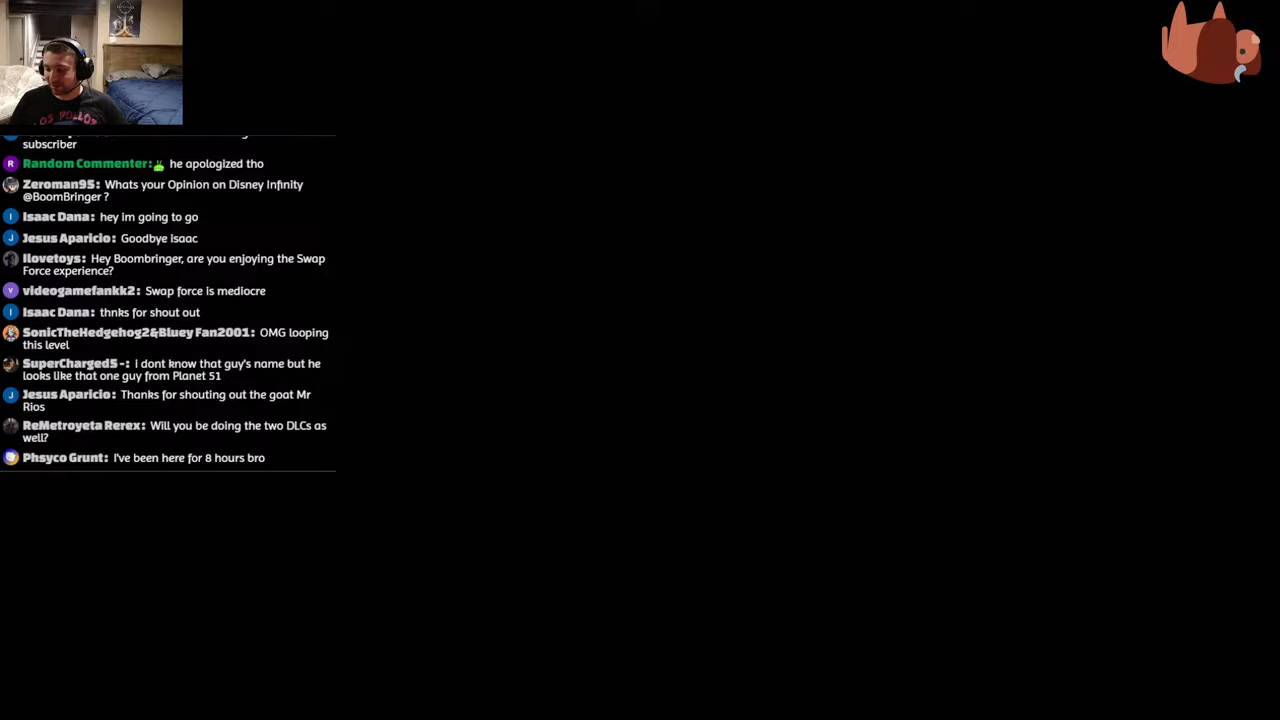 subscriber
Random Commenter: he apologized tho
Zeroman95: Whats your Opinion on Disney Infinity
@BoomBringer ?
Isaac Dana: hey im going to go
Jesus Aparicio: Goodbye isaac
Ilovetoys: Hey Boombringer, are you enjoying the Swap
Force experience?
videogamefankk2: Swap force is mediocre
Isaac Dana: thnks for shout out
SonicTheHedgehog2&Bluey Fan2001: OMG looping
this level
SuperCharged5 -: i dont know that guy's name but he
looks like that one guy from Planet 51
Jesus Aparicio: Thanks for shouting out the goat Mr
Rios
ReMetroyeta Rerex: Will you be doing the two DLCs as
well?
Phsyco Grunt: I've been here for 8 hours bro
LOS POLLOS